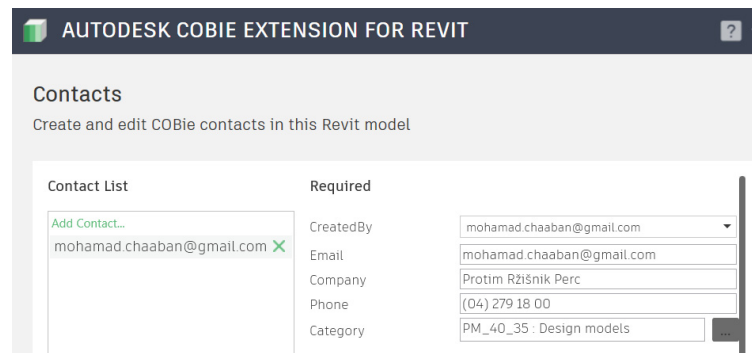 AUTODESK COBIE EXTENSION FOR REVIT ?
Contacts
Create and edit COBie contacts in this Revit model
Contact List
Add Contact...
mohamad.chaaban@gmail.com
Required
CreatedBy mohamad.chaaban@gmail.com
Email mohamad.chaaban@gmail.com
Company Protim Ržišnik Perc
Phone (04) 279 18 00
Category PM_40_35 : Design models ...